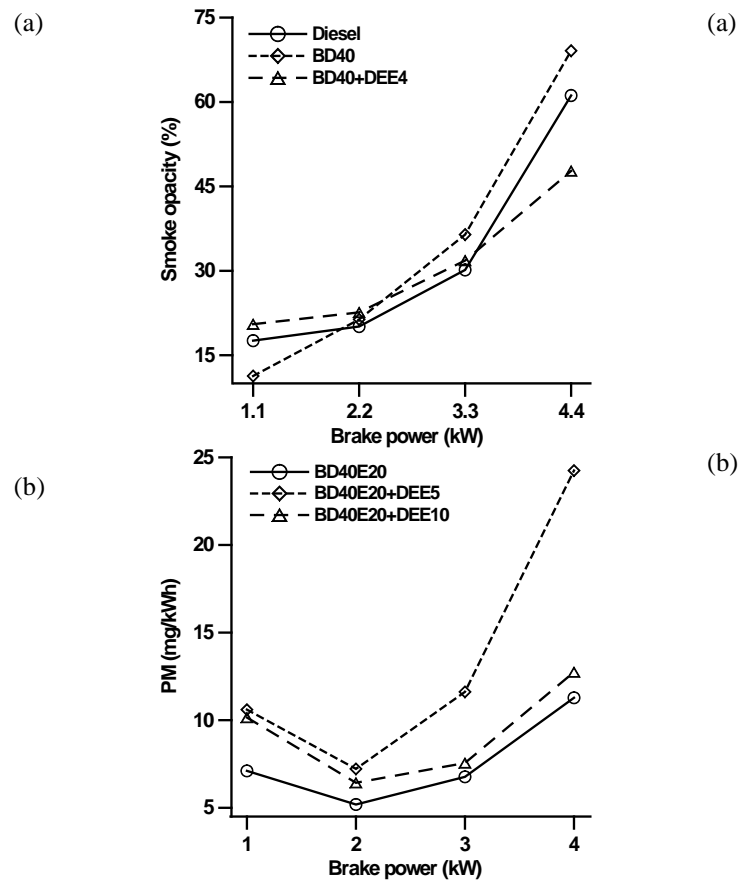 (a)
(a)
75
60
45
30
15
Smoke opacity (%)
Diesel
BD40
BD40+DEE4
1.1 2.2 3.3 4.4
Brake power (kW)
(b)
(b)
25
20
15
10
5
PM (mg/kWh)
BD40E20
BD40E20+DEE5
BD40E20+DEE10
1 2 3 4
Brake power (kW)